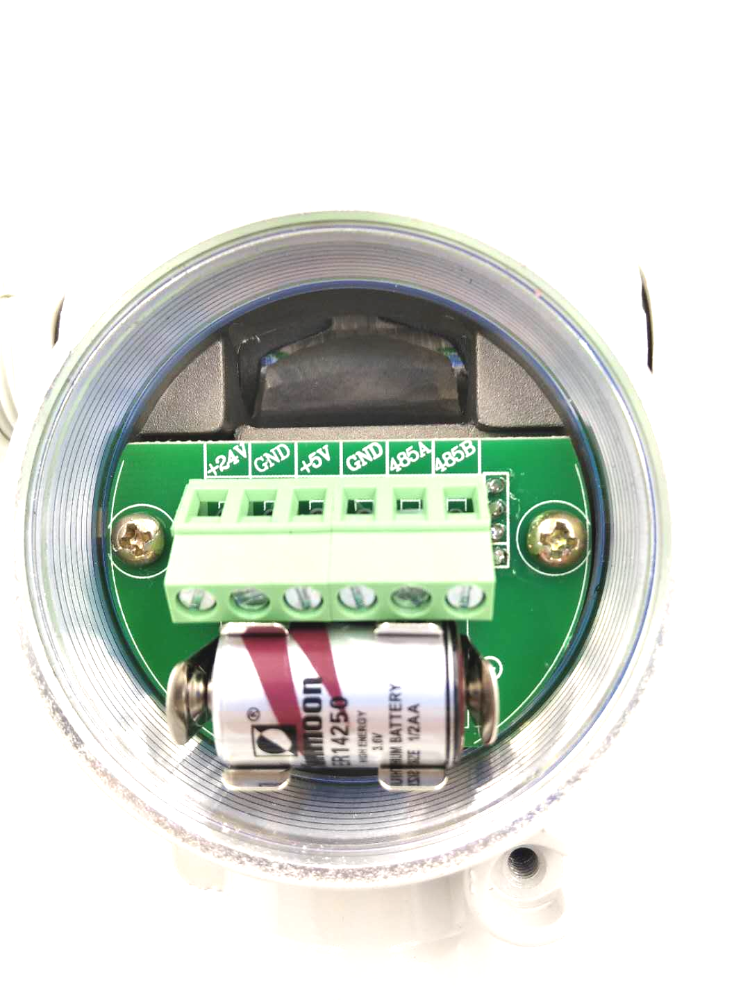 +24V GND +5V GND 485A 485B
ER14250
HIGH ENERGY
3.6V
LITHIUM BATTERY
SIZE 1/2AA